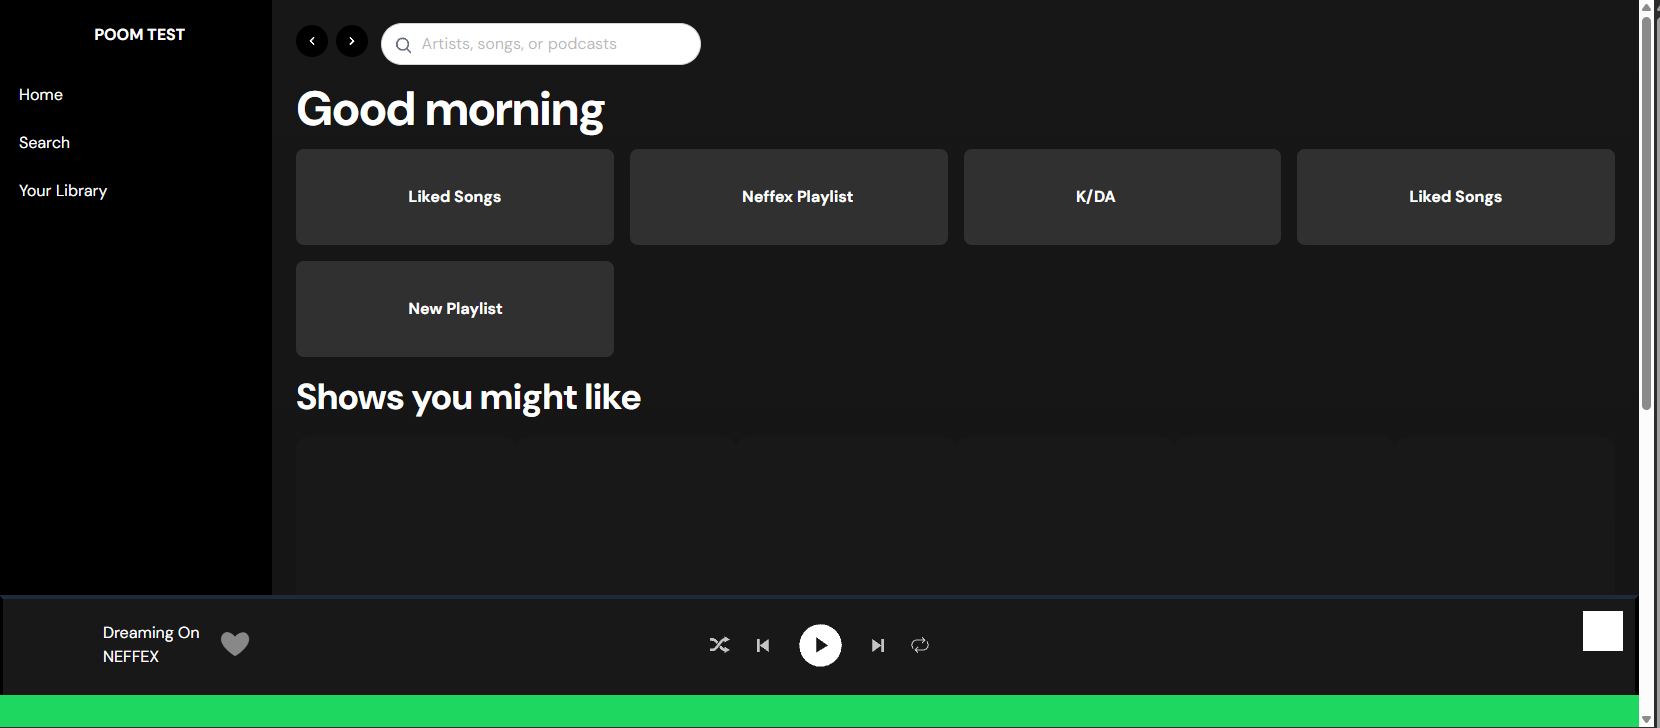 POOM TEST
Home
Search
Your Library
Artists, songs, or podcasts
Good morning
Liked Songs
Neffex Playlist
K/DA
Liked Songs
New Playlist
Shows you might like
Dreaming On
NEFFEX